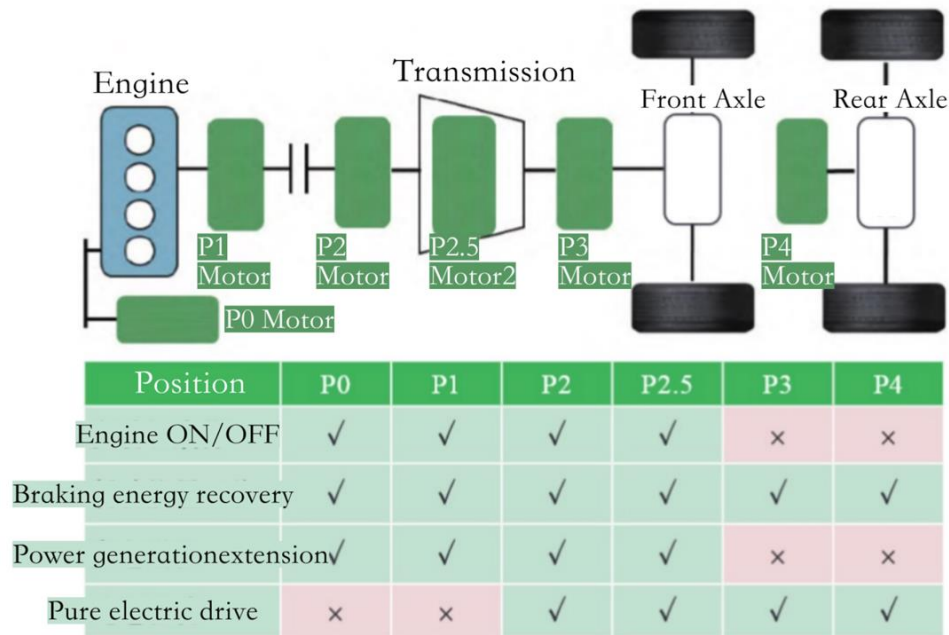 Engine
Transmission
Front Axle
Rear Axle
P1
Motor
P2
Motor
P2.5
Motor2
P3
Motor
P4
Motor
P0 Motor
Position P0 P1 P2 P2.5 P3 P4
Engine ON/OFF √ √ √ √ × ×
Braking energy recovery √ √ √ √ √ √
Power generationextension √ √ √ √ × ×
Pure electric drive × × √ √ √ √